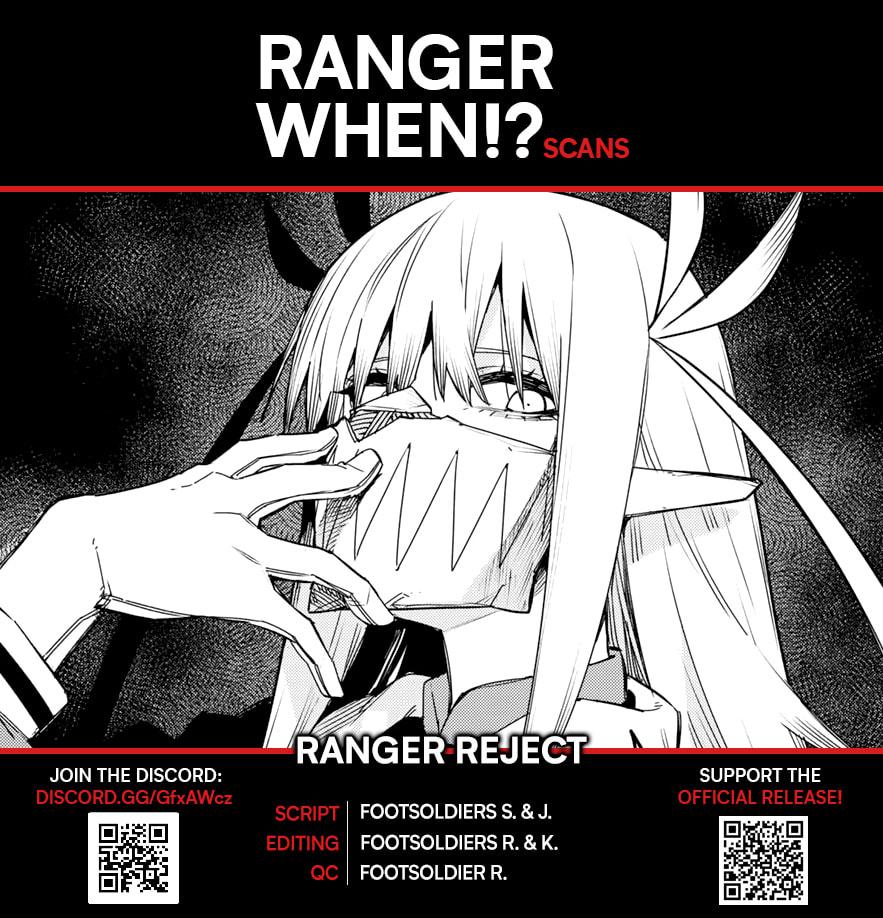 RANGER
WHEN!? SCANS
RANGER REJECT
JOIN THE DISCORD:
DISCORD.GG/GfxAWcz
SCRIPT FOOTSOLDIERS S. & J.
EDITING FOOTSOLDIERS R. & K.
QC FOOTSOLDIER R.
SUPPORT THE
OFFICIAL RELEASE!